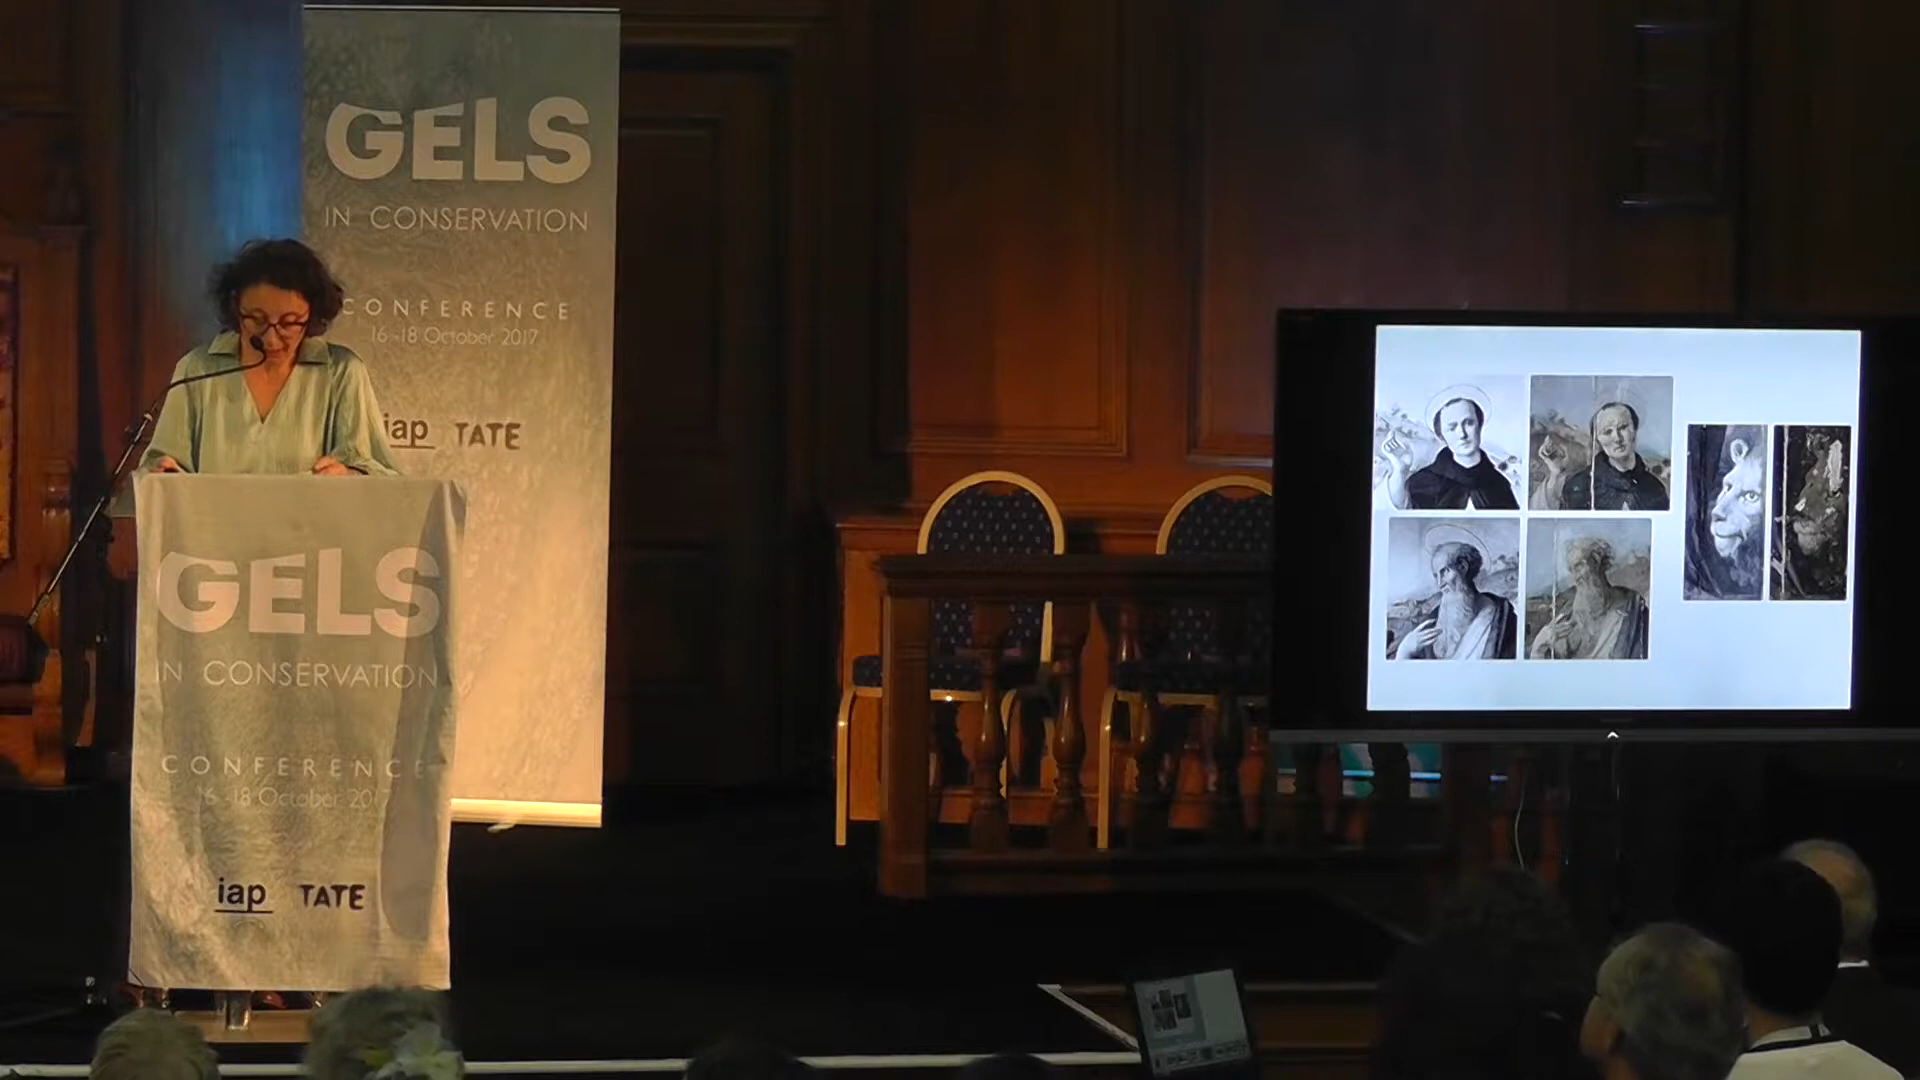 GELS
IN CONSERVATION
CONFERENCE
16-18 October 2017
iap TATE
GELS
IN CONSERVATION
CONFERENCE
16-18 October 201
iap TATE